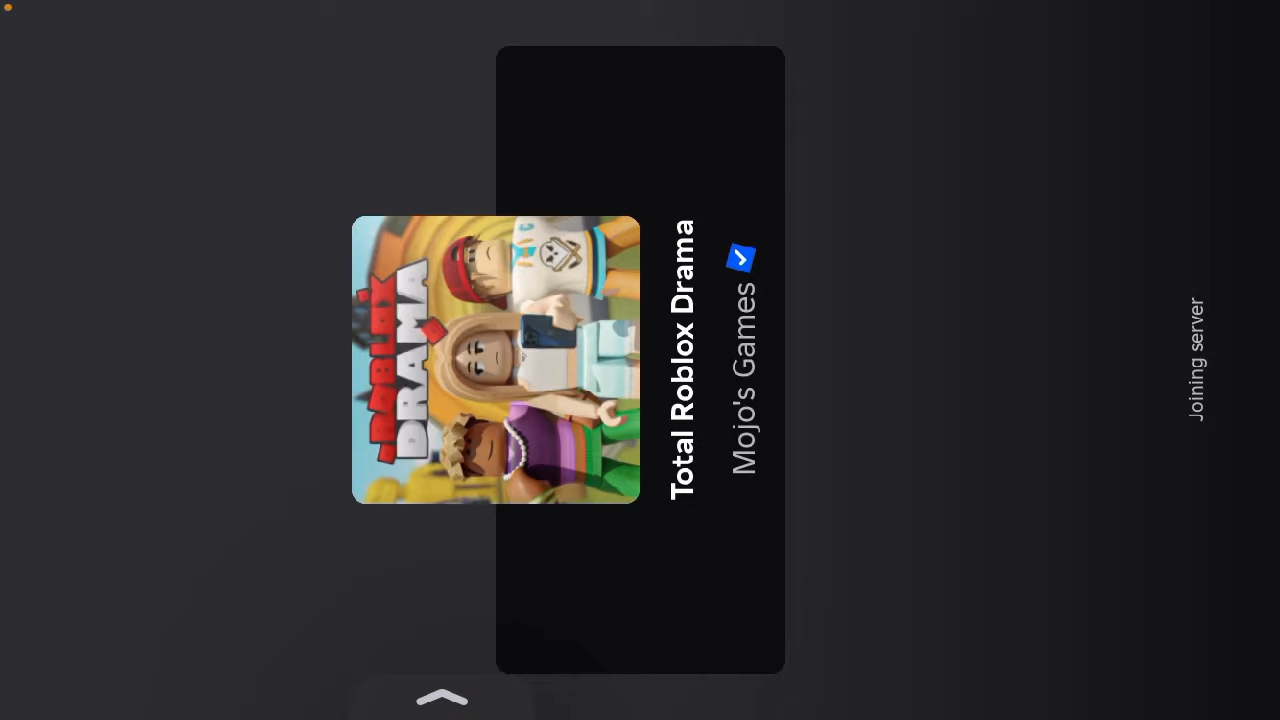 ROBLOX
DRAMA
Total Roblox Drama
Mojo's Games
Joining server